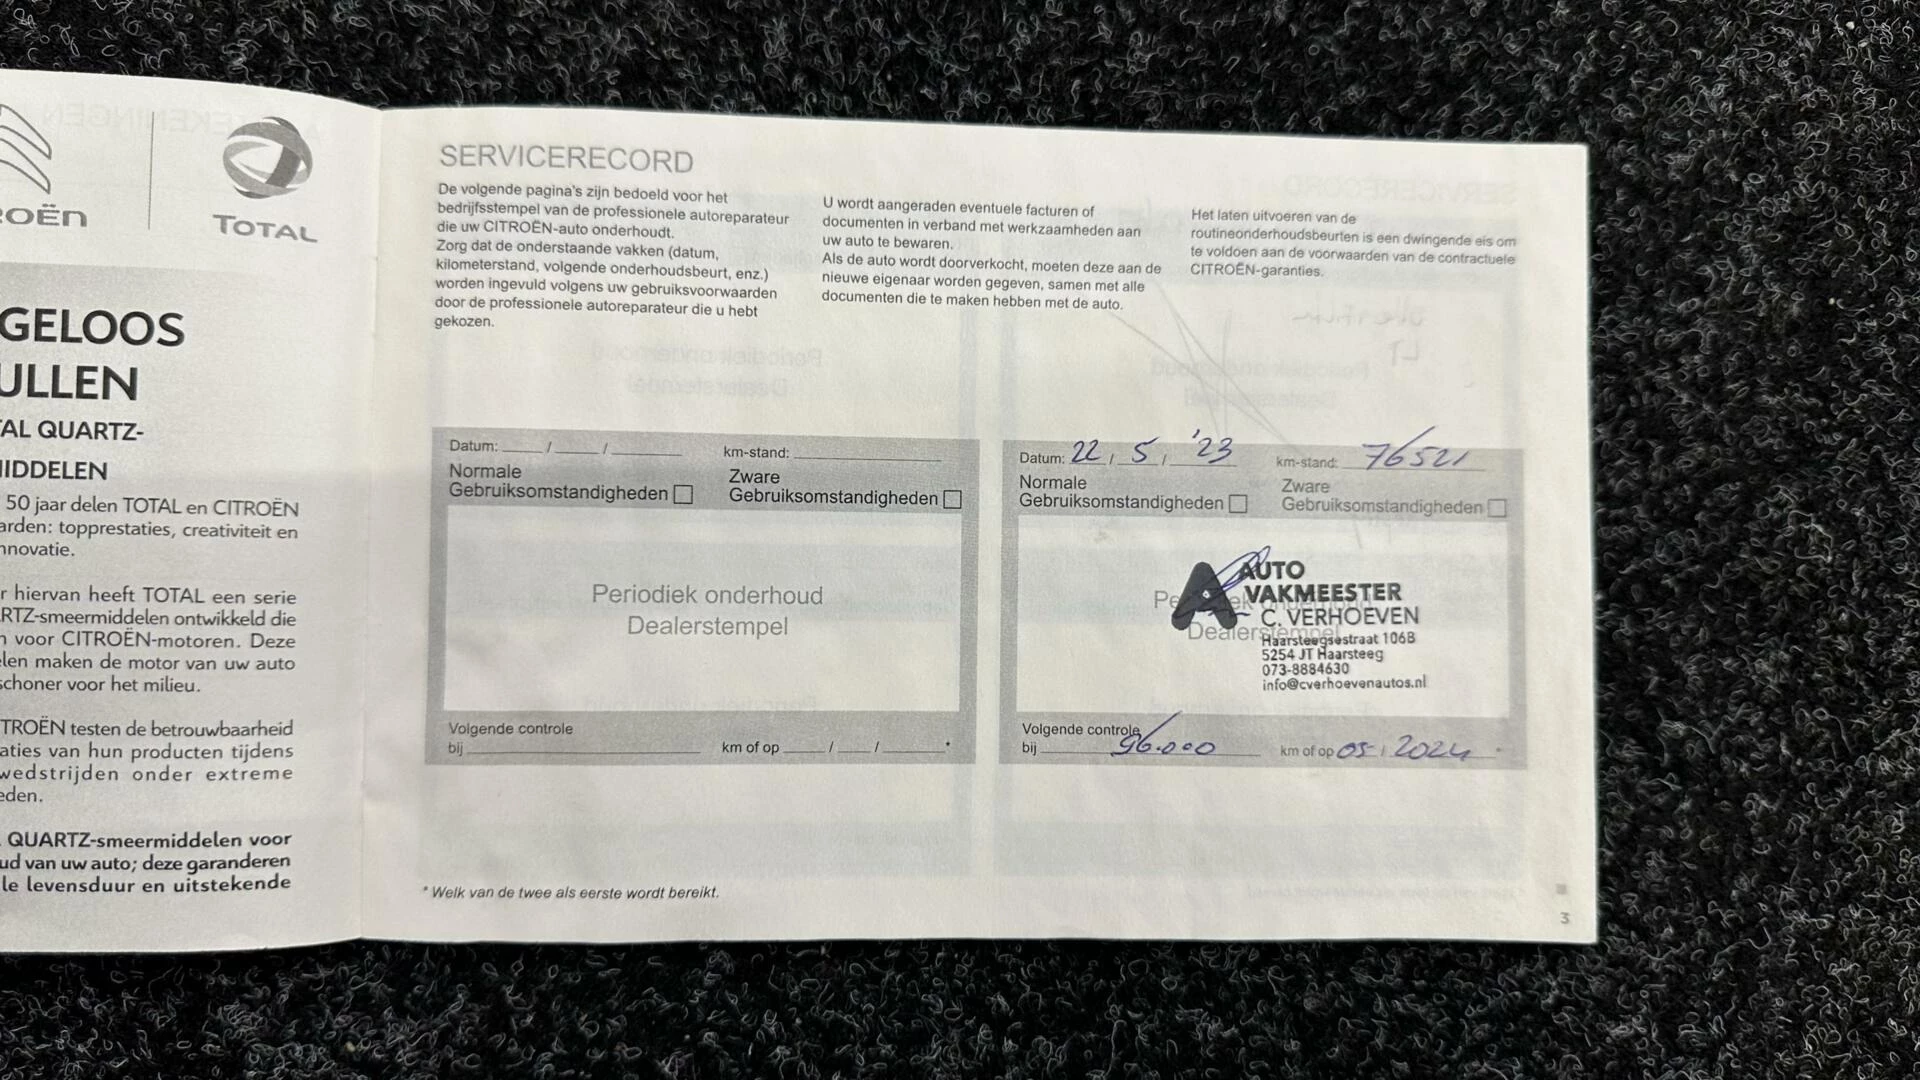 TOTAL
GELOOS
ULLEN
AL QUARTZ-
IDDELEN
50 jaar delen TOTAL en CITROËN
arden: topprestaties, creativiteit en
nnovatie.
r hiervan heeft TOTAL een serie
RTZ-smeermiddelen ontwikkeld die
n voor CITROËN-motoren. Deze
len maken de motor van uw auto
schoner voor het milieu.
TROËN testen de betrouwbaarheid
aties van hun producten tijdens
wedstrijden onder extreme
eden.
QUARTZ-smeermiddelen voor
ud van uw auto; deze garanderen
le levensduur en uitstekende
SERVICERECORD
De volgende pagina's zijn bedoeld voor het
bedrijfsstempel van de professionele autoreparateur
die uw CITROËN-auto onderhoudt.
Zorg dat de onderstaande vakken (datum,
kilometerstand, volgende onderhoudsbeurt, enz.)
worden ingevuld volgens uw gebruiksvoorwaarden
door de professionele autoreparateur die u hebt
gekozen.
U wordt aangeraden eventuele facturen of
documenten in verband met werkzaamheden aan
uw auto te bewaren.
Als de auto wordt doorverkocht, moeten deze aan de
nieuwe eigenaar worden gegeven, samen met alle
documenten die te maken hebben met de auto.
Het laten uitvoeren van de
routineonderhoudsbeurten is een dwingende eis om
te voldoen aan de voorwaarden van de contractuele
CITROËN-garanties.
Datum: ____ / ____ / ______ km-stand: ____________
Normale Zware
Gebruiksomstandigheden Gebruiksomstandigheden
Periodiek onderhoud
Dealerstempel
Volgende controle
bij ____________ km of op ____ / ___ / ______ *
Datum: 22 / 5 / '23 km-stand: 76521
Normale Zware
Gebruiksomstandigheden Gebruiksomstandigheden
AUTO
VAKMEESTER
C. VERHOEVEN
Haarsteegsestraat 106B
5254 JT Haarsteeg
073-8884630
info@cverhoevenautos.nl
Volgende controle
bij 96.000 km of op 05 / 2024 *
* Welk van de twee als eerste wordt bereikt.
3